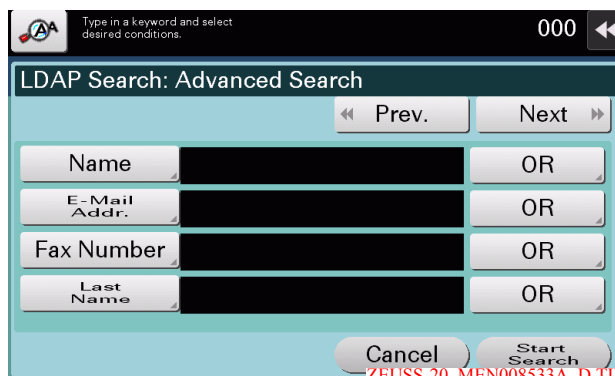 Type in a keyword and select
desired conditions.
000
LDAP Search: Advanced Search
Prev.
Next
Name
OR
E-Mail
Addr.
OR
Fax Number
OR
Last
Name
OR
Cancel
Start
Search